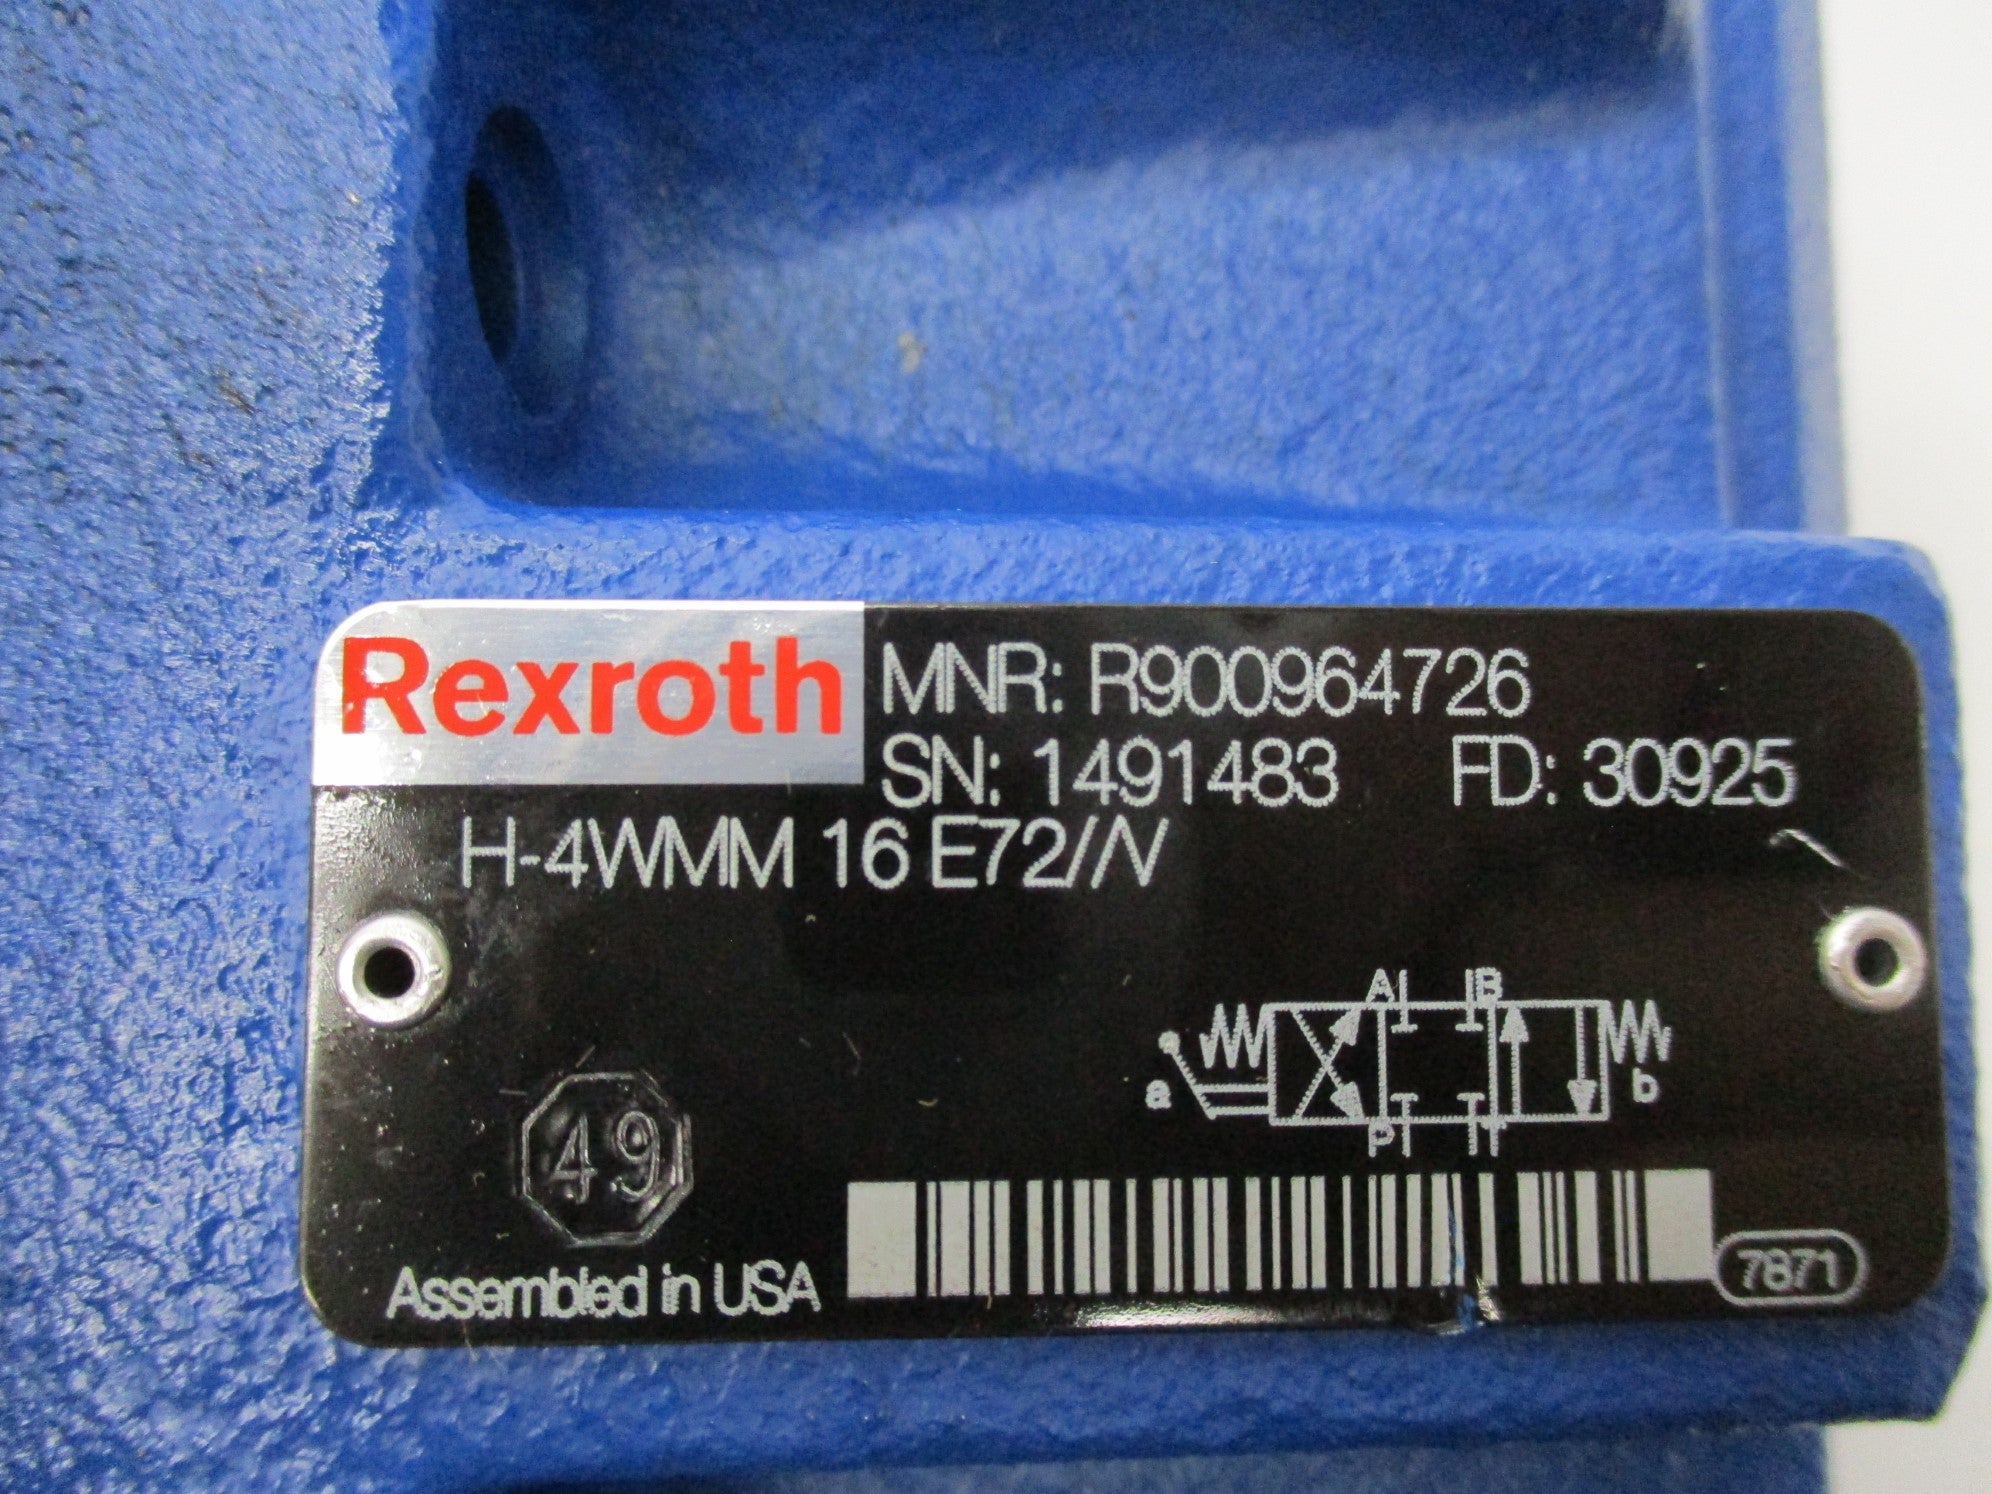 Rexroth
MNR: R900964726
SN: 1491483 FD: 30925
H-4WMM 16 E72//V
A B
a b
P T
49
Assembled in USA
7871